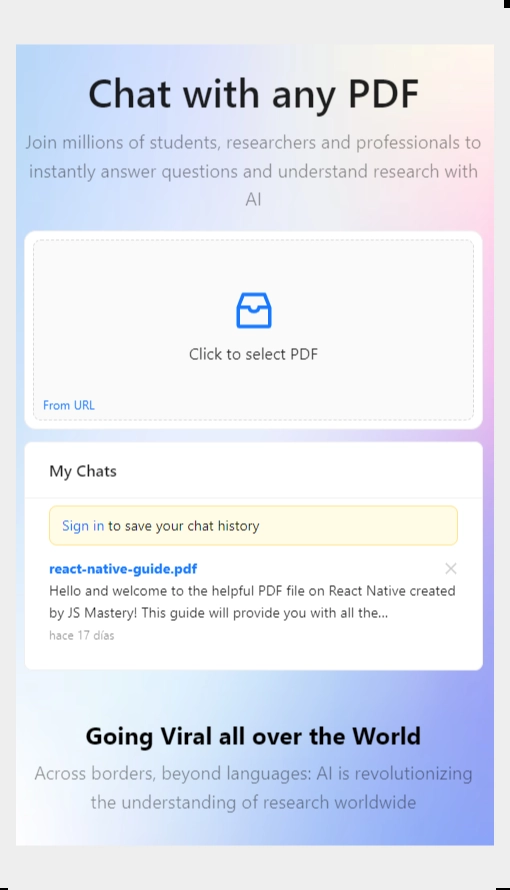 Chat with any PDF
Join millions of students, researchers and professionals to
instantly answer questions and understand research with
AI
Click to select PDF
From URL
My Chats
Sign in to save your chat history
react-native-guide.pdf
Hello and welcome to the helpful PDF file on React Native created
by JS Mastery! This guide will provide you with all the...
hace 17 días
Going Viral all over the World
Across borders, beyond languages: AI is revolutionizing
the understanding of research worldwide